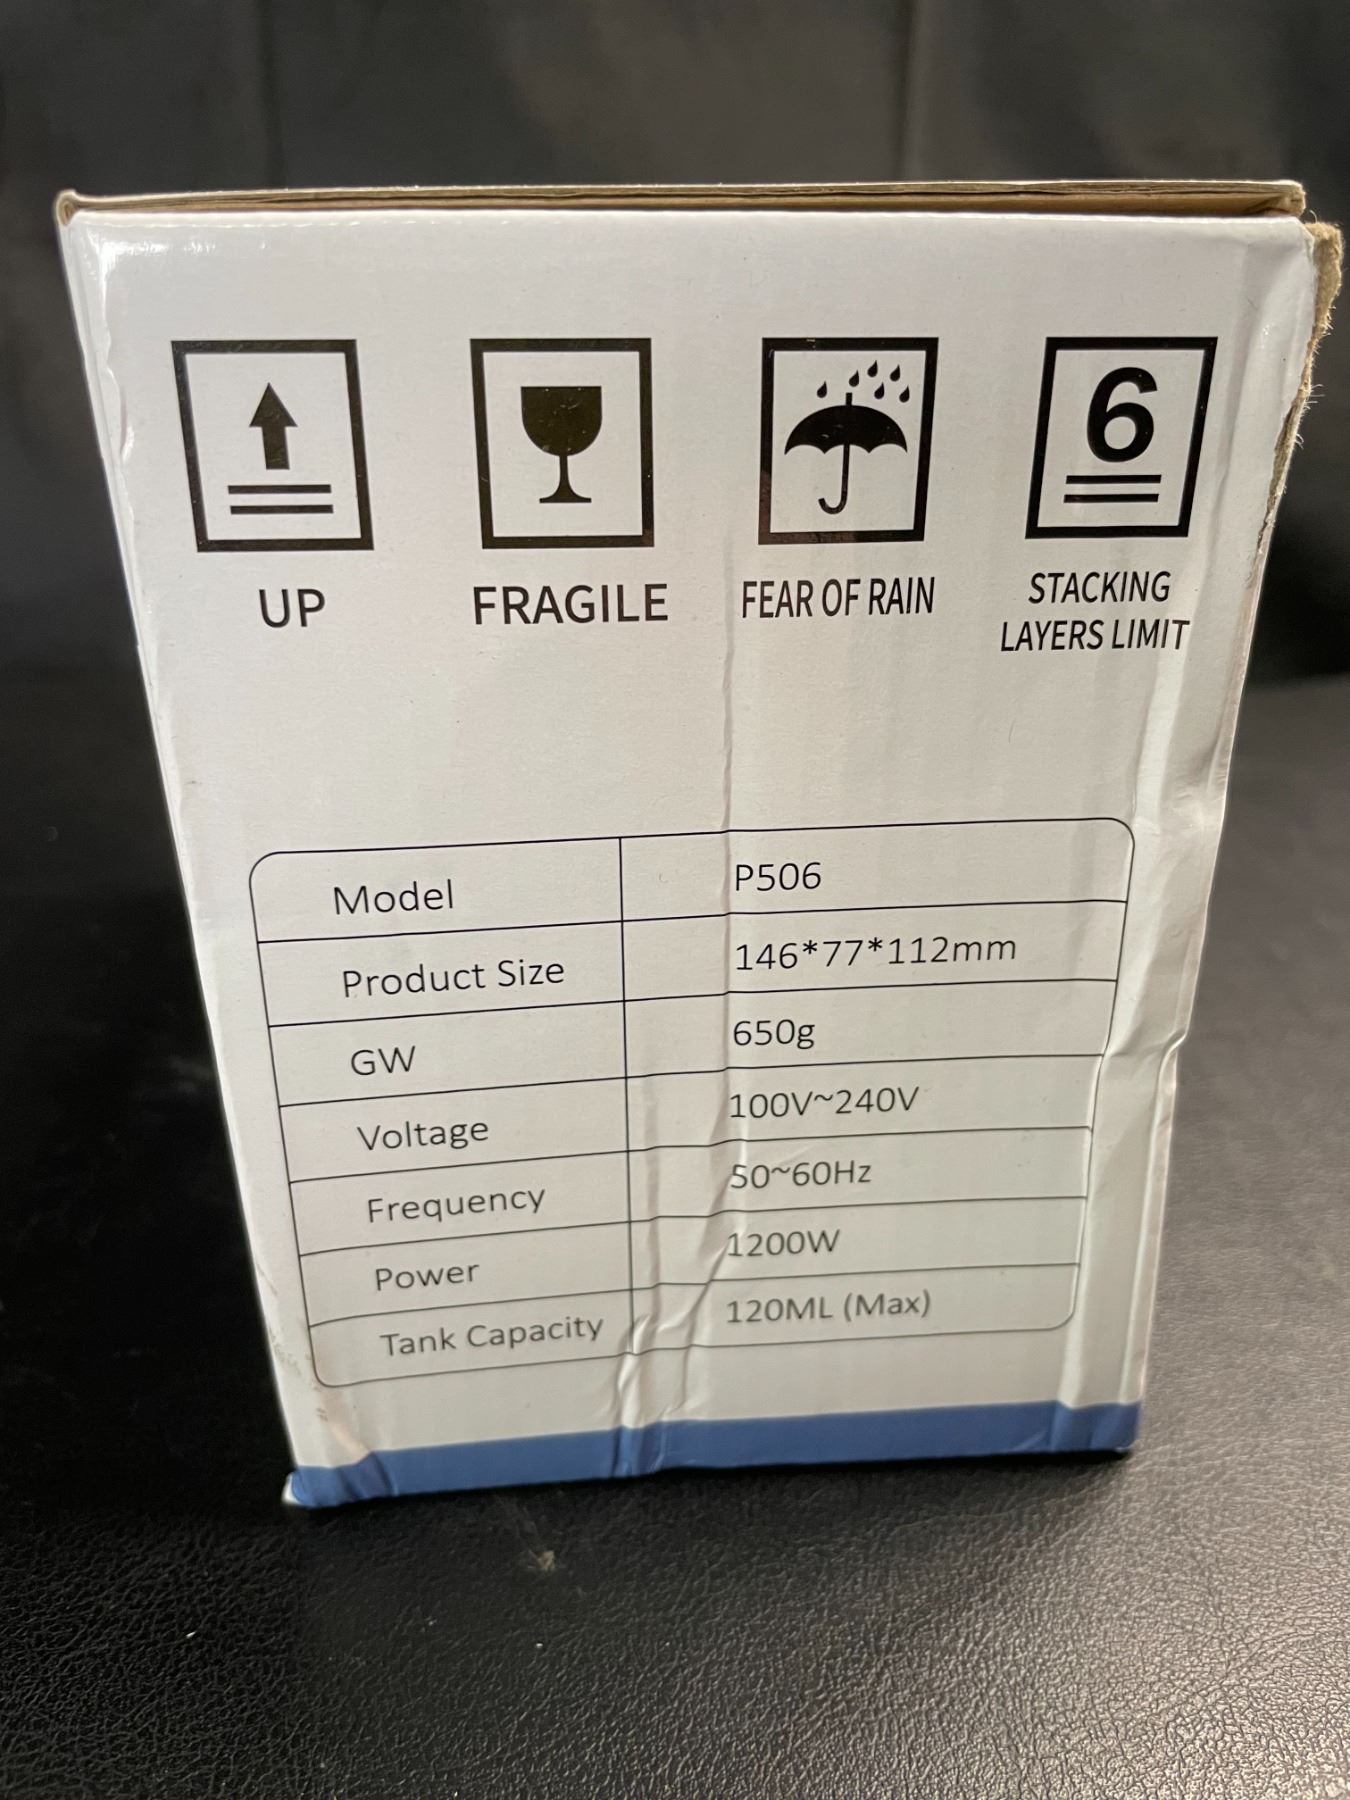 6
UP
FRAGILE
FEAR OF RAIN
STACKING
LAYERS LIMIT
Model P506
Product Size 146*77*112mm
GW 650g
Voltage 100V~240V
Frequency 50~60Hz
Power 1200W
Tank Capacity 120ML (Max)